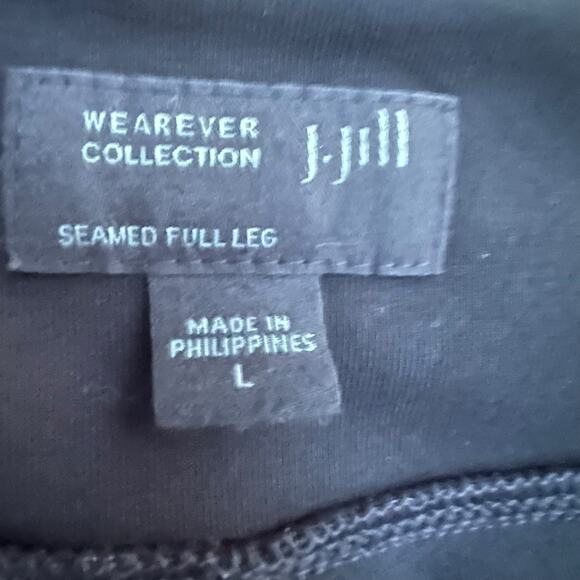 WEAREVER
COLLECTION
J.Jill
SEAMED FULL LEG
MADE IN
PHILIPPINES
L